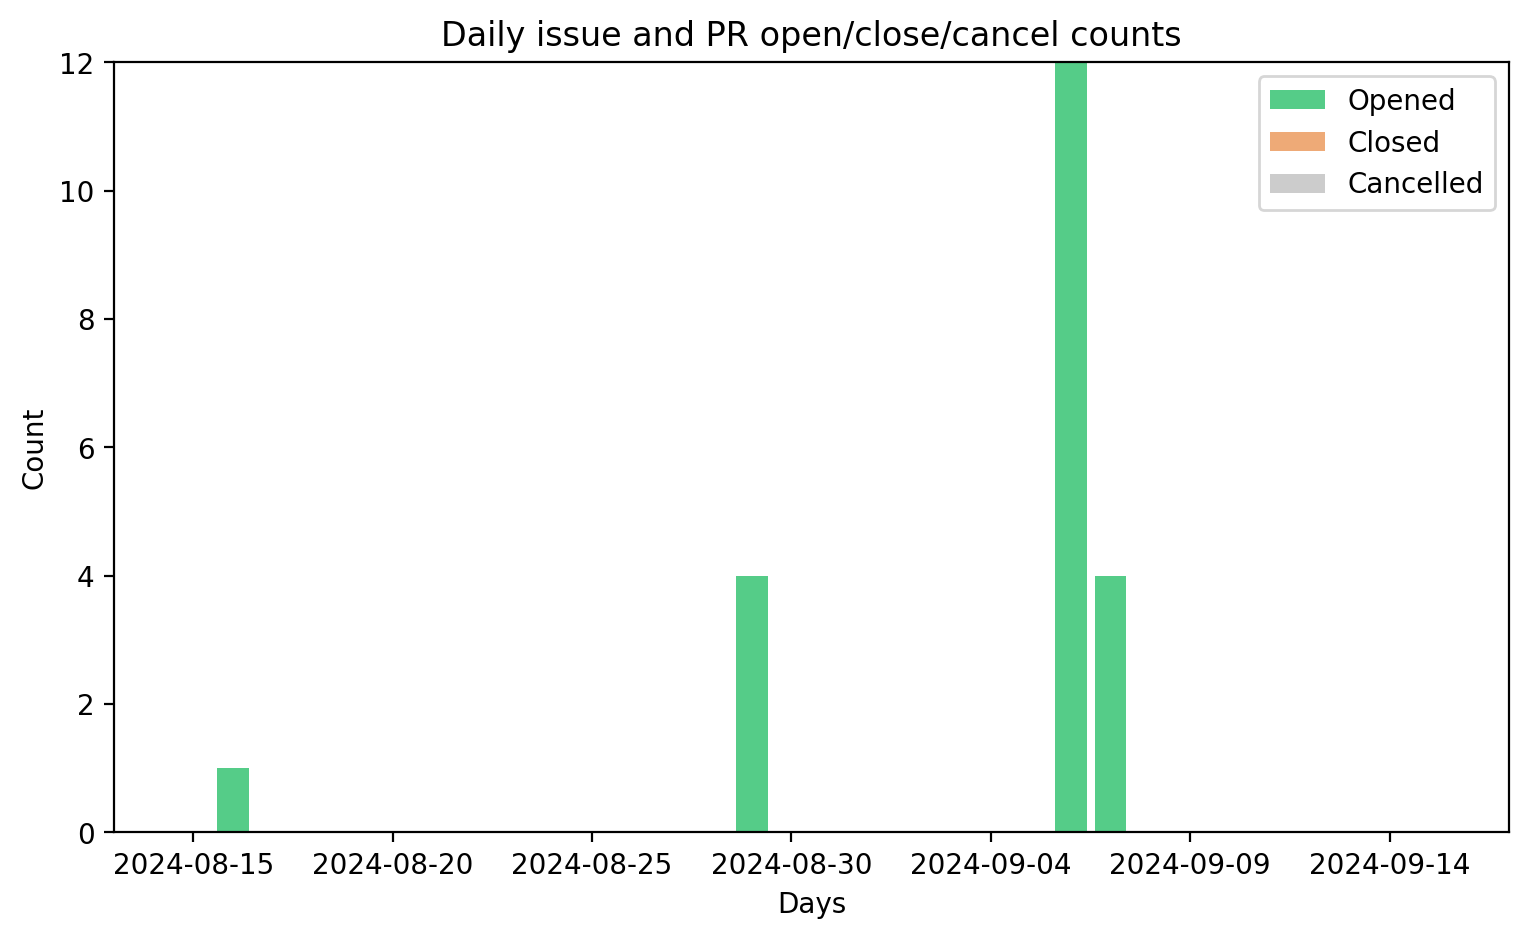 Daily issue and PR open/close/cancel counts
12
10
8
6
4
2
0
Count
Opened
Closed
Cancelled
2024-08-15 2024-08-20 2024-08-25 2024-08-30 2024-09-04 2024-09-09 2024-09-14
Days